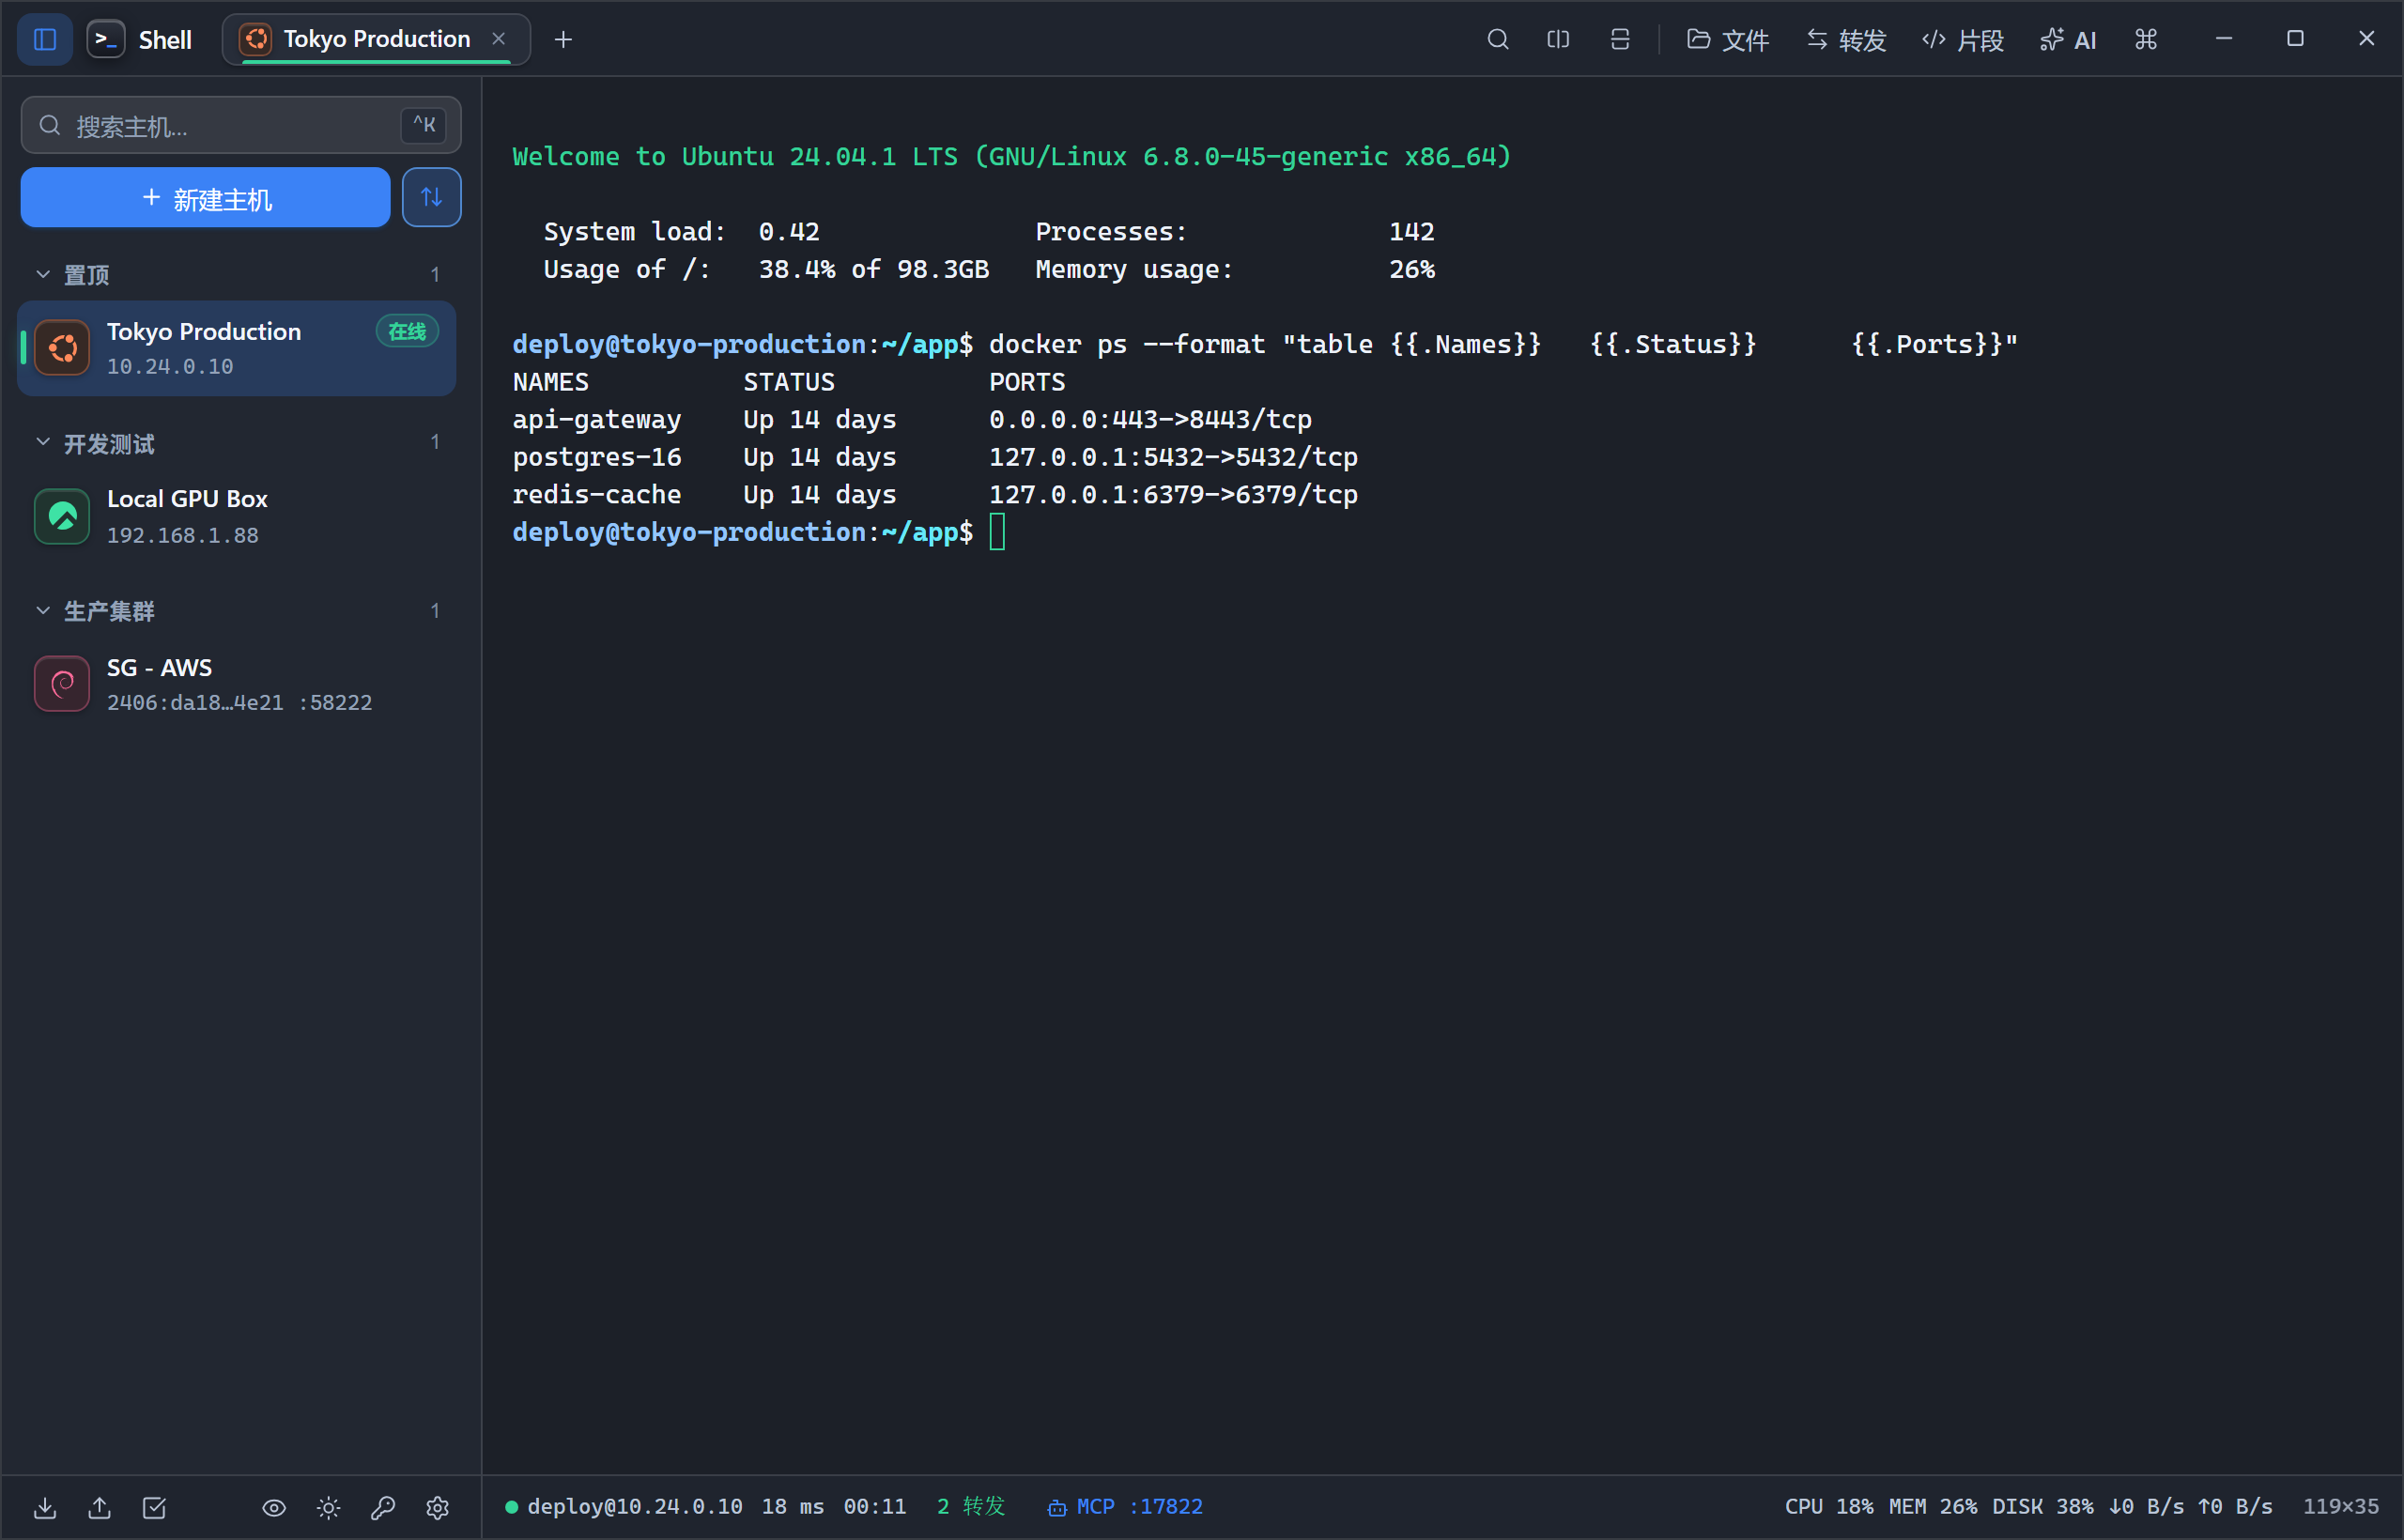 Shell
Tokyo Production
文件
转发
片段
AI
搜索主机...
^K
新建主机
置顶 1
Tokyo Production 在线
10.24.0.10
开发测试 1
Local GPU Box
192.168.1.88
生产集群 1
SG - AWS
2406:da18…4e21 :58222
Welcome to Ubuntu 24.04.1 LTS (GNU/Linux 6.8.0-45-generic x86_64)
System load: 0.42 Processes: 142
Usage of /: 38.4% of 98.3GB Memory usage: 26%
deploy@tokyo-production:~/app$ docker ps --format "table {{.Names}} {{.Status}} {{.Ports}}"
NAMES STATUS PORTS
api-gateway Up 14 days 0.0.0.0:443->8443/tcp
postgres-16 Up 14 days 127.0.0.1:5432->5432/tcp
redis-cache Up 14 days 127.0.0.1:6379->6379/tcp
deploy@tokyo-production:~/app$
deploy@10.24.0.10 18 ms 00:11 2 转发 MCP :17822 CPU 18% MEM 26% DISK 38% ↓0 B/s ↑0 B/s 119×35